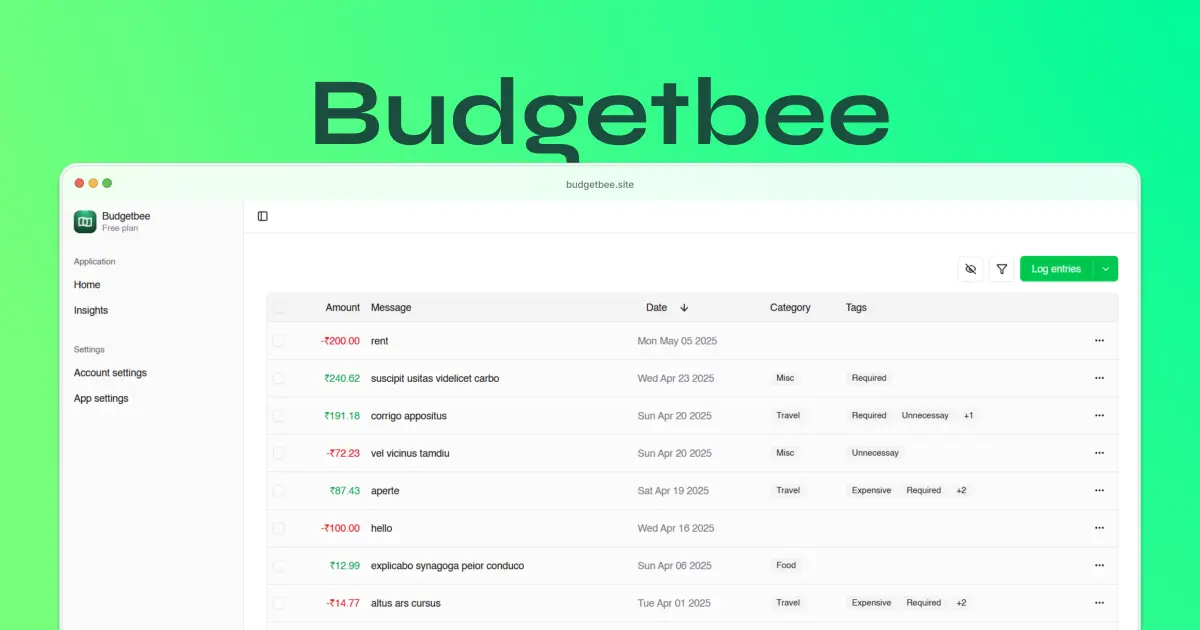 Budgetbee
budgetbee.site
Budgetbee
Free plan
Application
Home
Insights
Settings
Account settings
App settings
Log entries
Amount Message Date ↓ Category Tags
-₹200.00 rent Mon May 05 2025
₹240.62 suscipit usitas videlicet carbo Wed Apr 23 2025 Misc Required
₹191.18 corrigo appositus Sun Apr 20 2025 Travel Required Unnecessay +1
-₹72.23 vel vicinus tamdiu Sun Apr 20 2025 Misc Unnecessay
₹87.43 aperte Sat Apr 19 2025 Travel Expensive Required +2
-₹100.00 hello Wed Apr 16 2025
₹12.99 explicabo synagoga peior conduco Sun Apr 06 2025 Food
-₹14.77 altus ars cursus Tue Apr 01 2025 Travel Expensive Required +2